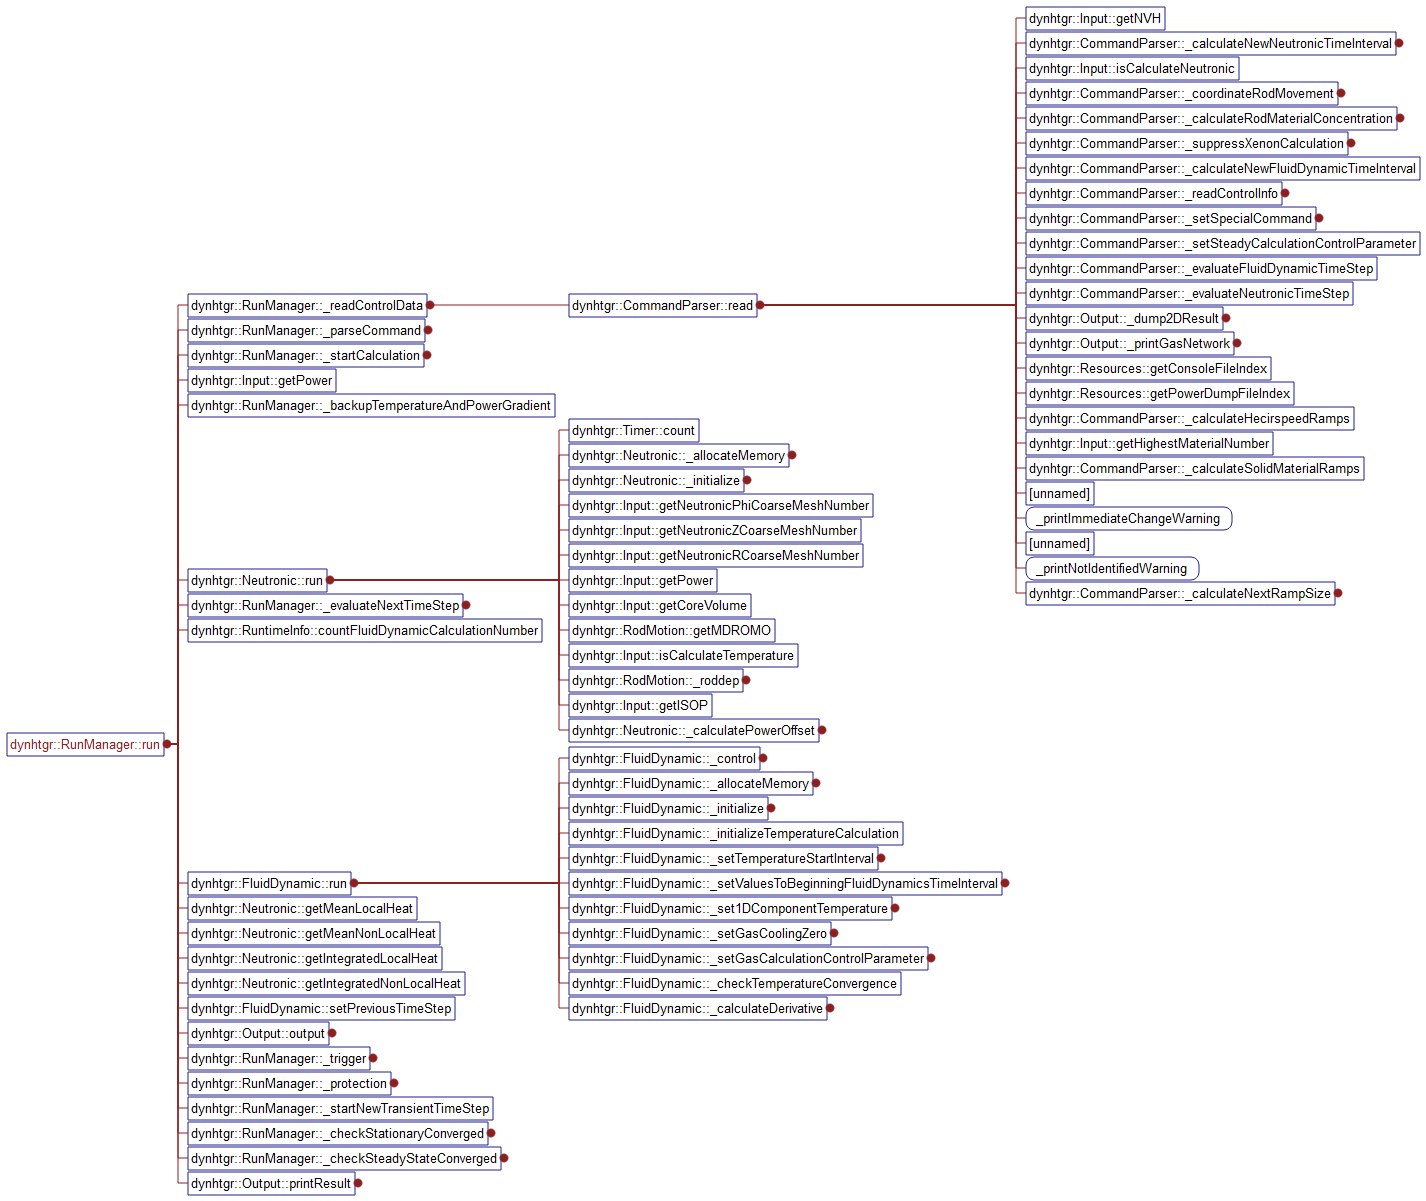 dynhtgr::RunManager::run
dynhtgr::RunManager::_readControlData
dynhtgr::RunManager::_parseCommand
dynhtgr::RunManager::_startCalculation
dynhtgr::Input::getPower
dynhtgr::RunManager::_backupTemperatureAndPowerGradient
dynhtgr::Neutronic::run
dynhtgr::RunManager::_evaluateNextTimeStep
dynhtgr::RuntimeInfo::countFluidDynamicCalculationNumber
dynhtgr::FluidDynamic::run
dynhtgr::Neutronic::getMeanLocalHeat
dynhtgr::Neutronic::getMeanNonLocalHeat
dynhtgr::Neutronic::getIntegratedLocalHeat
dynhtgr::Neutronic::getIntegratedNonLocalHeat
dynhtgr::FluidDynamic::setPreviousTimeStep
dynhtgr::Output::output
dynhtgr::RunManager::_trigger
dynhtgr::RunManager::_protection
dynhtgr::RunManager::_startNewTransientTimeStep
dynhtgr::RunManager::_checkStationaryConverged
dynhtgr::RunManager::_checkSteadyStateConverged
dynhtgr::Output::printResult
dynhtgr::CommandParser::read
dynhtgr::Timer::count
dynhtgr::Neutronic::_allocateMemory
dynhtgr::Neutronic::_initialize
dynhtgr::Input::getNeutronicPhiCoarseMeshNumber
dynhtgr::Input::getNeutronicZCoarseMeshNumber
dynhtgr::Input::getNeutronicRCoarseMeshNumber
dynhtgr::Input::getPower
dynhtgr::Input::getCoreVolume
dynhtgr::RodMotion::getMDROMO
dynhtgr::Input::isCalculateTemperature
dynhtgr::RodMotion::_roddep
dynhtgr::Input::getISOP
dynhtgr::Neutronic::_calculatePowerOffset
dynhtgr::FluidDynamic::_control
dynhtgr::FluidDynamic::_allocateMemory
dynhtgr::FluidDynamic::_initialize
dynhtgr::FluidDynamic::_initializeTemperatureCalculation
dynhtgr::FluidDynamic::_setTemperatureStartInterval
dynhtgr::FluidDynamic::_setValuesToBeginningFluidDynamicsTimeInterval
dynhtgr::FluidDynamic::_set1DComponentTemperature
dynhtgr::FluidDynamic::_setGasCoolingZero
dynhtgr::FluidDynamic::_setGasCalculationControlParameter
dynhtgr::FluidDynamic::_checkTemperatureConvergence
dynhtgr::FluidDynamic::_calculateDerivative
dynhtgr::Input::getNVH
dynhtgr::CommandParser::_calculateNewNeutronicTimeInterval
dynhtgr::Input::isCalculateNeutronic
dynhtgr::CommandParser::_coordinateRodMovement
dynhtgr::CommandParser::_calculateRodMaterialConcentration
dynhtgr::CommandParser::_suppressXenonCalculation
dynhtgr::CommandParser::_calculateNewFluidDynamicTimeInterval
dynhtgr::CommandParser::_readControlInfo
dynhtgr::CommandParser::_setSpecialCommand
dynhtgr::CommandParser::_setSteadyCalculationControlParameter
dynhtgr::CommandParser::_evaluateFluidDynamicTimeStep
dynhtgr::CommandParser::_evaluateNeutronicTimeStep
dynhtgr::Output::_dump2DResult
dynhtgr::Output::_printGasNetwork
dynhtgr::Resources::getConsoleFileIndex
dynhtgr::Resources::getPowerDumpFileIndex
dynhtgr::CommandParser::_calculateHecirspeedRamps
dynhtgr::Input::getHighestMaterialNumber
dynhtgr::CommandParser::_calculateSolidMaterialRamps
[unnamed]
_printImmediateChangeWarning
[unnamed]
_printNotIdentifiedWarning
dynhtgr::CommandParser::_calculateNextRampSize